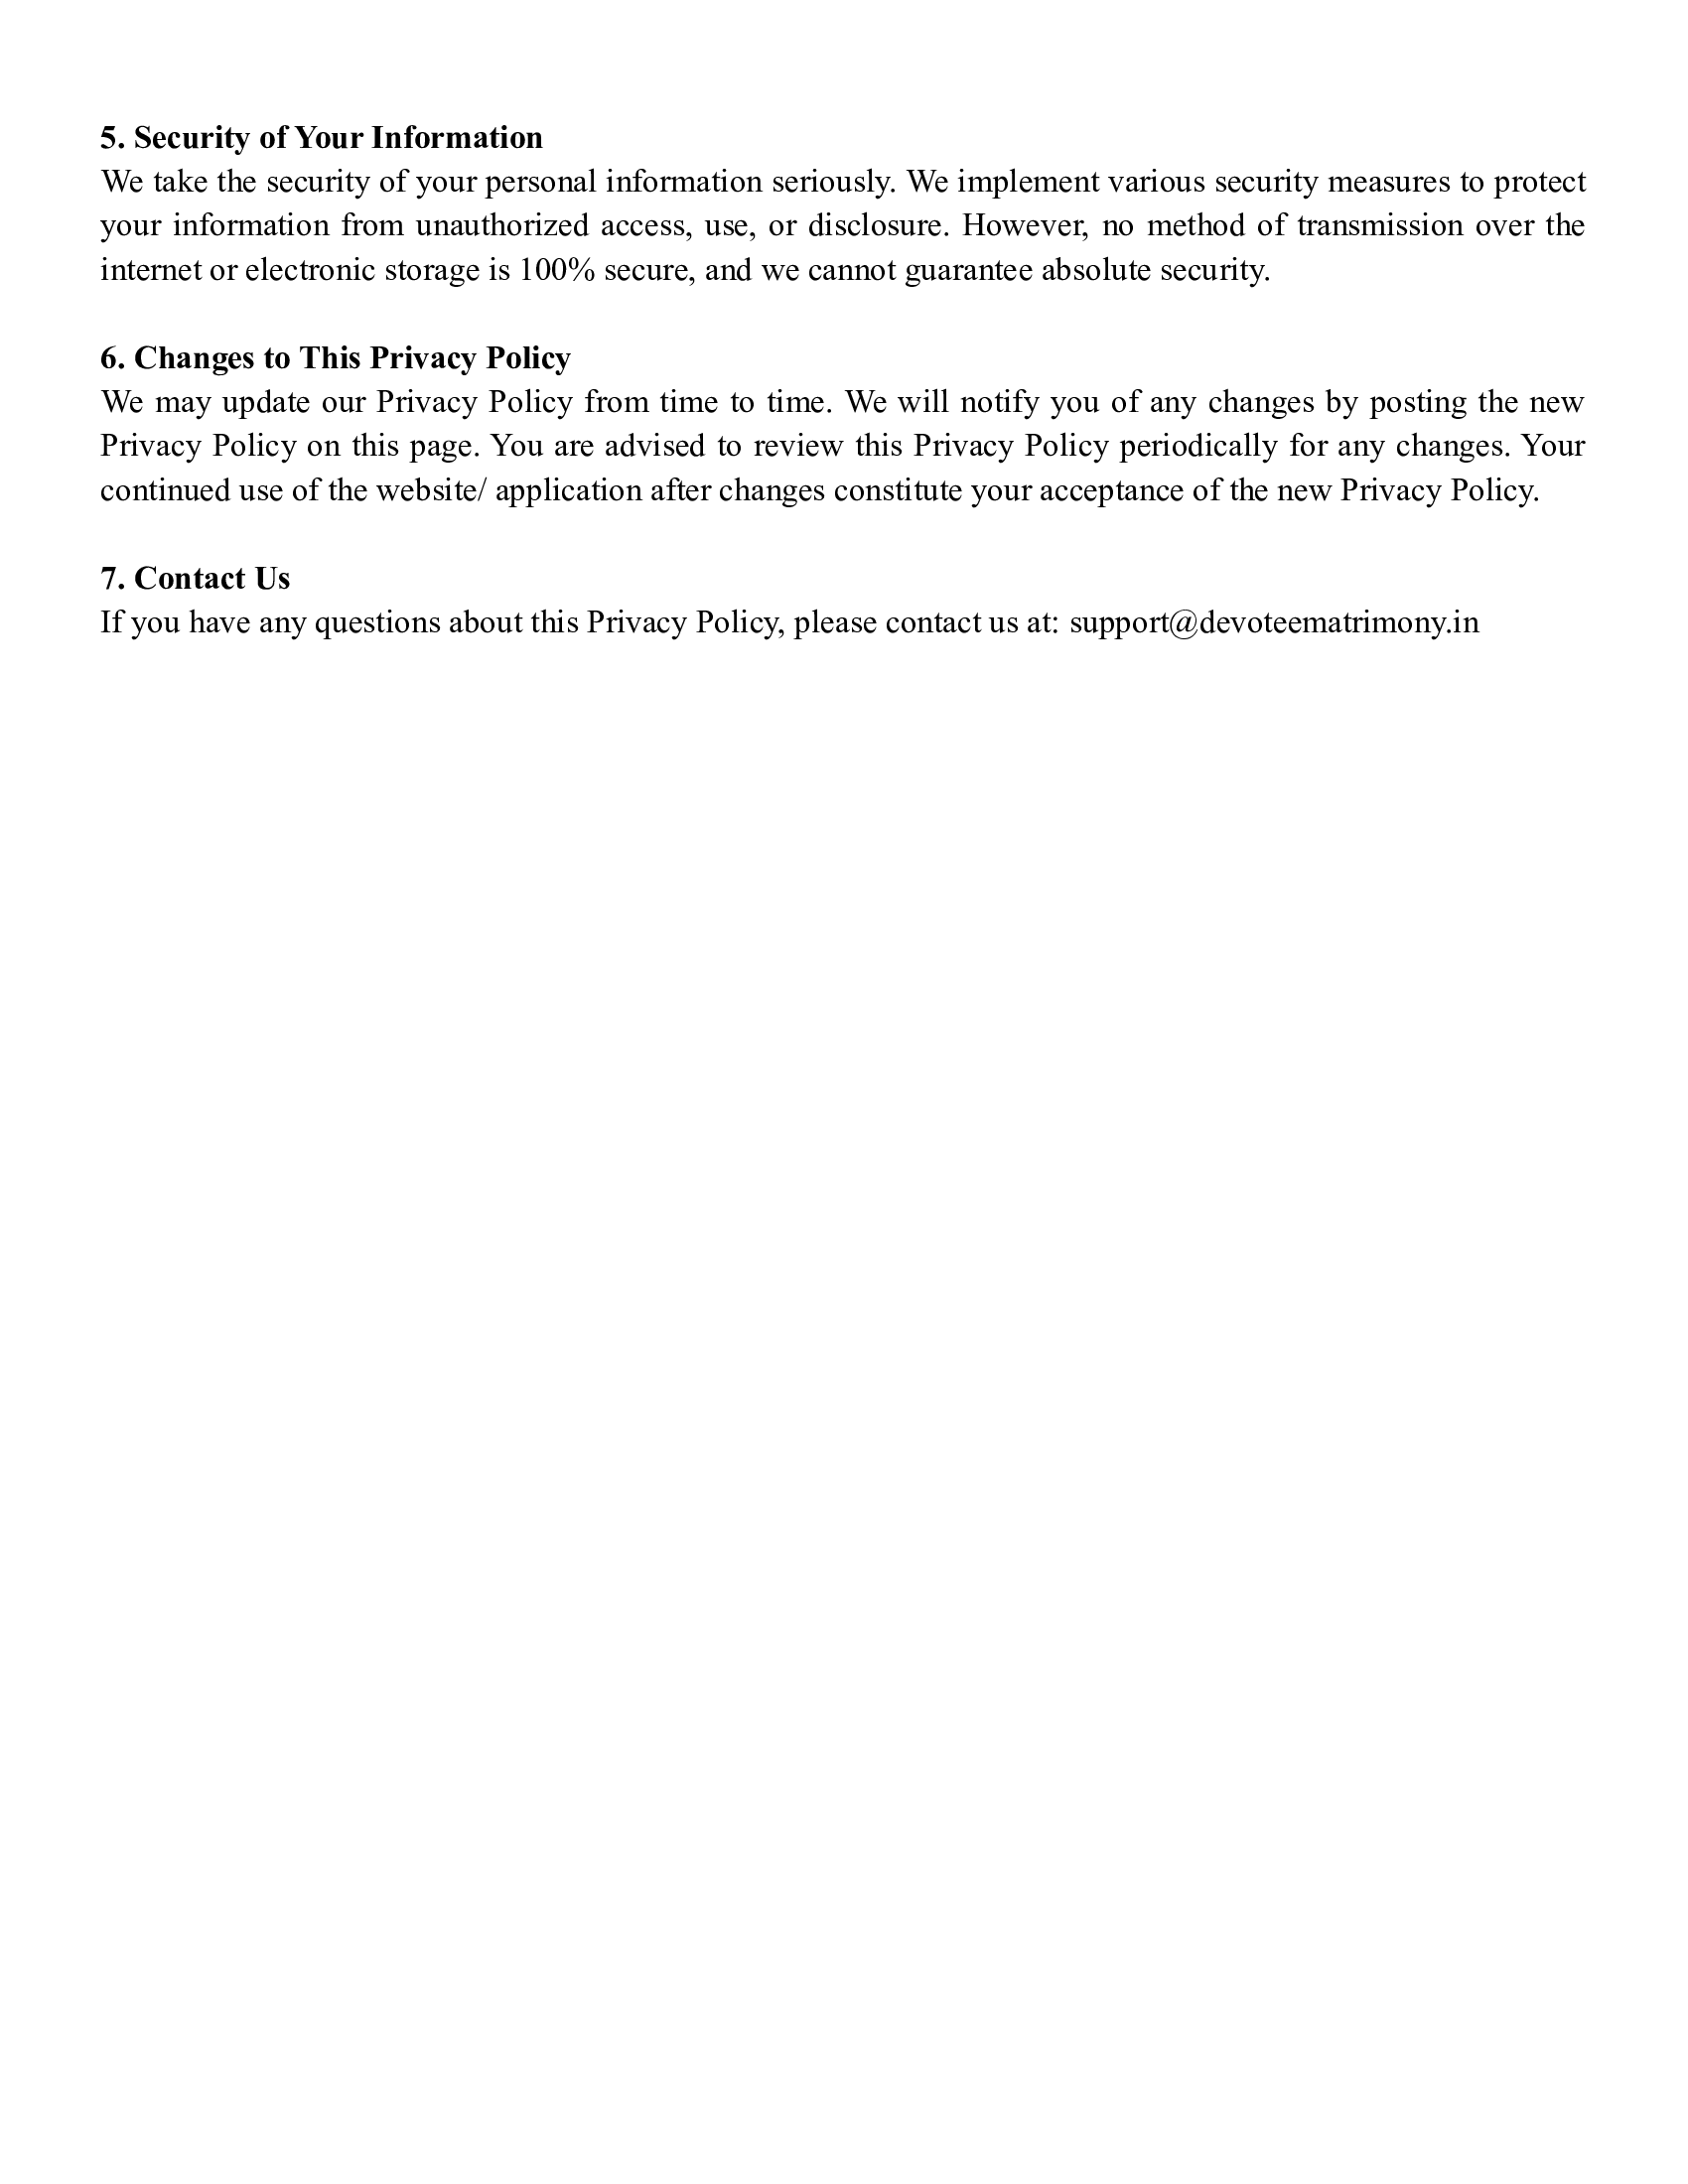 5. Security of Your Information
We take the security of your personal information seriously. We implement various security measures to protect
your information from unauthorized access, use, or disclosure. However, no method of transmission over the
internet or electronic storage is 100% secure, and we cannot guarantee absolute security.
6. Changes to This Privacy Policy
We may update our Privacy Policy from time to time. We will notify you of any changes by posting the new
Privacy Policy on this page. You are advised to review this Privacy Policy periodically for any changes. Your
continued use of the website/ application after changes constitute your acceptance of the new Privacy Policy.
7. Contact Us
If you have any questions about this Privacy Policy, please contact us at: support@devoteematrimony.in